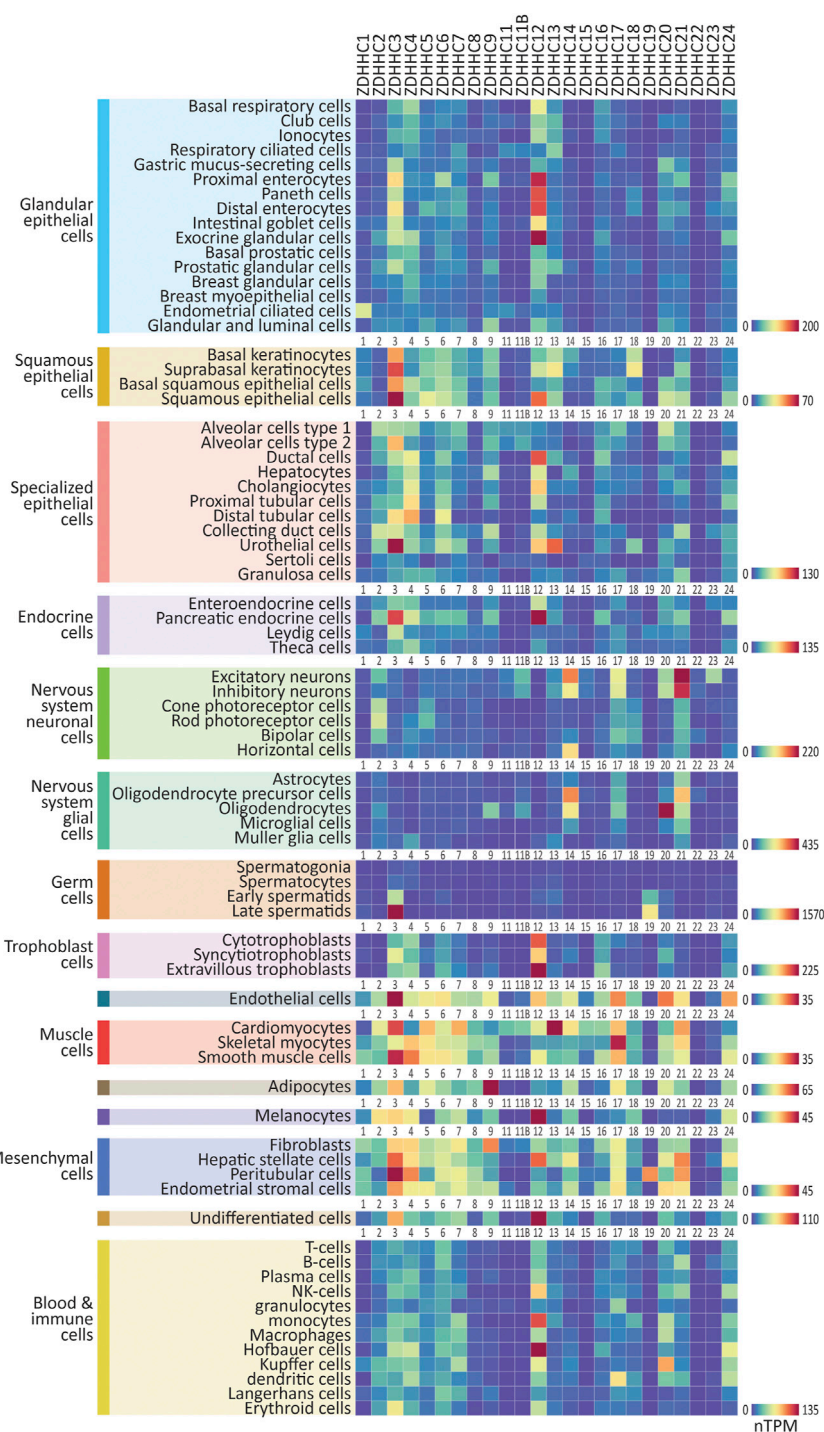 ZDHHC1 ZDHHC2 ZDHHC3 ZDHHC4 ZDHHC5 ZDHHC6 ZDHHC7 ZDHHC8 ZDHHC9 ZDHHC11 ZDHHC11B ZDHHC12 ZDHHC13 ZDHHC14 ZDHHC15 ZDHHC16 ZDHHC17 ZDHHC18 ZDHHC19 ZDHHC20 ZDHHC21 ZDHHC22 ZDHHC23 ZDHHC24
Glandular
epithelial
cells
Basal respiratory cells
Club cells
Ionocytes
Respiratory ciliated cells
Gastric mucus-secreting cells
Proximal enterocytes
Paneth cells
Distal enterocytes
Intestinal goblet cells
Exocrine glandular cells
Basal prostatic cells
Prostatic glandular cells
Breast glandular cells
Breast myoepithelial cells
Endometrial ciliated cells
Glandular and luminal cells
0 200
1 2 3 4 5 6 7 8 9 11 11B 12 13 14 15 16 17 18 19 20 21 22 23 24
Squamous
epithelial
cells
Basal keratinocytes
Suprabasal keratinocytes
Basal squamous epithelial cells
Squamous epithelial cells
0 70
1 2 3 4 5 6 7 8 9 11 11B 12 13 14 15 16 17 18 19 20 21 22 23 24
Specialized
epithelial
cells
Alveolar cells type 1
Alveolar cells type 2
Ductal cells
Hepatocytes
Cholangiocytes
Proximal tubular cells
Distal tubular cells
Collecting duct cells
Urothelial cells
Sertoli cells
Granulosa cells
0 130
1 2 3 4 5 6 7 8 9 11 11B 12 13 14 15 16 17 18 19 20 21 22 23 24
Endocrine
cells
Enteroendocrine cells
Pancreatic endocrine cells
Leydig cells
Theca cells
0 135
1 2 3 4 5 6 7 8 9 11 11B 12 13 14 15 16 17 18 19 20 21 22 23 24
Nervous
system
neuronal
cells
Excitatory neurons
Inhibitory neurons
Cone photoreceptor cells
Rod photoreceptor cells
Bipolar cells
Horizontal cells
0 220
1 2 3 4 5 6 7 8 9 11 11B 12 13 14 15 16 17 18 19 20 21 22 23 24
Nervous
system
glial
cells
Astrocytes
Oligodendrocyte precursor cells
Oligodendrocytes
Microglial cells
Muller glia cells
0 435
1 2 3 4 5 6 7 8 9 11 11B 12 13 14 15 16 17 18 19 20 21 22 23 24
Germ
cells
Spermatogonia
Spermatocytes
Early spermatids
Late spermatids
0 1570
1 2 3 4 5 6 7 8 9 11 11B 12 13 14 15 16 17 18 19 20 21 22 23 24
Trophoblast
cells
Cytotrophoblasts
Syncytiotrophoblasts
Extravillous trophoblasts
0 225
1 2 3 4 5 6 7 8 9 11 11B 12 13 14 15 16 17 18 19 20 21 22 23 24
Endothelial cells
0 35
1 2 3 4 5 6 7 8 9 11 11B 12 13 14 15 16 17 18 19 20 21 22 23 24
Muscle
cells
Cardiomyocytes
Skeletal myocytes
Smooth muscle cells
0 35
1 2 3 4 5 6 7 8 9 11 11B 12 13 14 15 16 17 18 19 20 21 22 23 24
Adipocytes
0 65
1 2 3 4 5 6 7 8 9 11 11B 12 13 14 15 16 17 18 19 20 21 22 23 24
Melanocytes
0 45
1 2 3 4 5 6 7 8 9 11 11B 12 13 14 15 16 17 18 19 20 21 22 23 24
Mesenchymal
cells
Fibroblasts
Hepatic stellate cells
Peritubular cells
Endometrial stromal cells
0 45
1 2 3 4 5 6 7 8 9 11 11B 12 13 14 15 16 17 18 19 20 21 22 23 24
Undifferentiated cells
0 110
1 2 3 4 5 6 7 8 9 11 11B 12 13 14 15 16 17 18 19 20 21 22 23 24
Blood &
immune
cells
T-cells
B-cells
Plasma cells
NK-cells
granulocytes
monocytes
Macrophages
Hofbauer cells
Kupffer cells
dendritic cells
Langerhans cells
Erythroid cells
0 135
nTPM